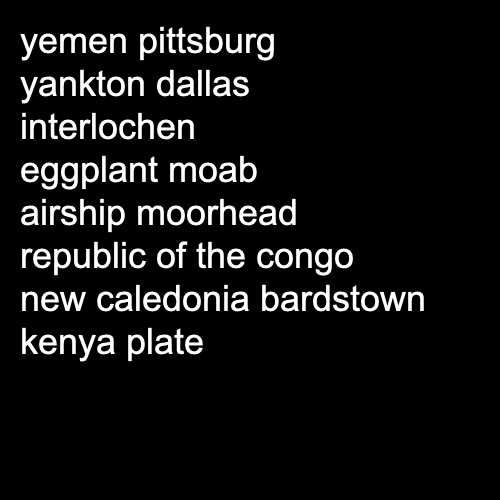 yemen pittsburg
yankton dallas
interlochen
eggplant moab
airship moorhead
republic of the congo
new caledonia bardstown
kenya plate